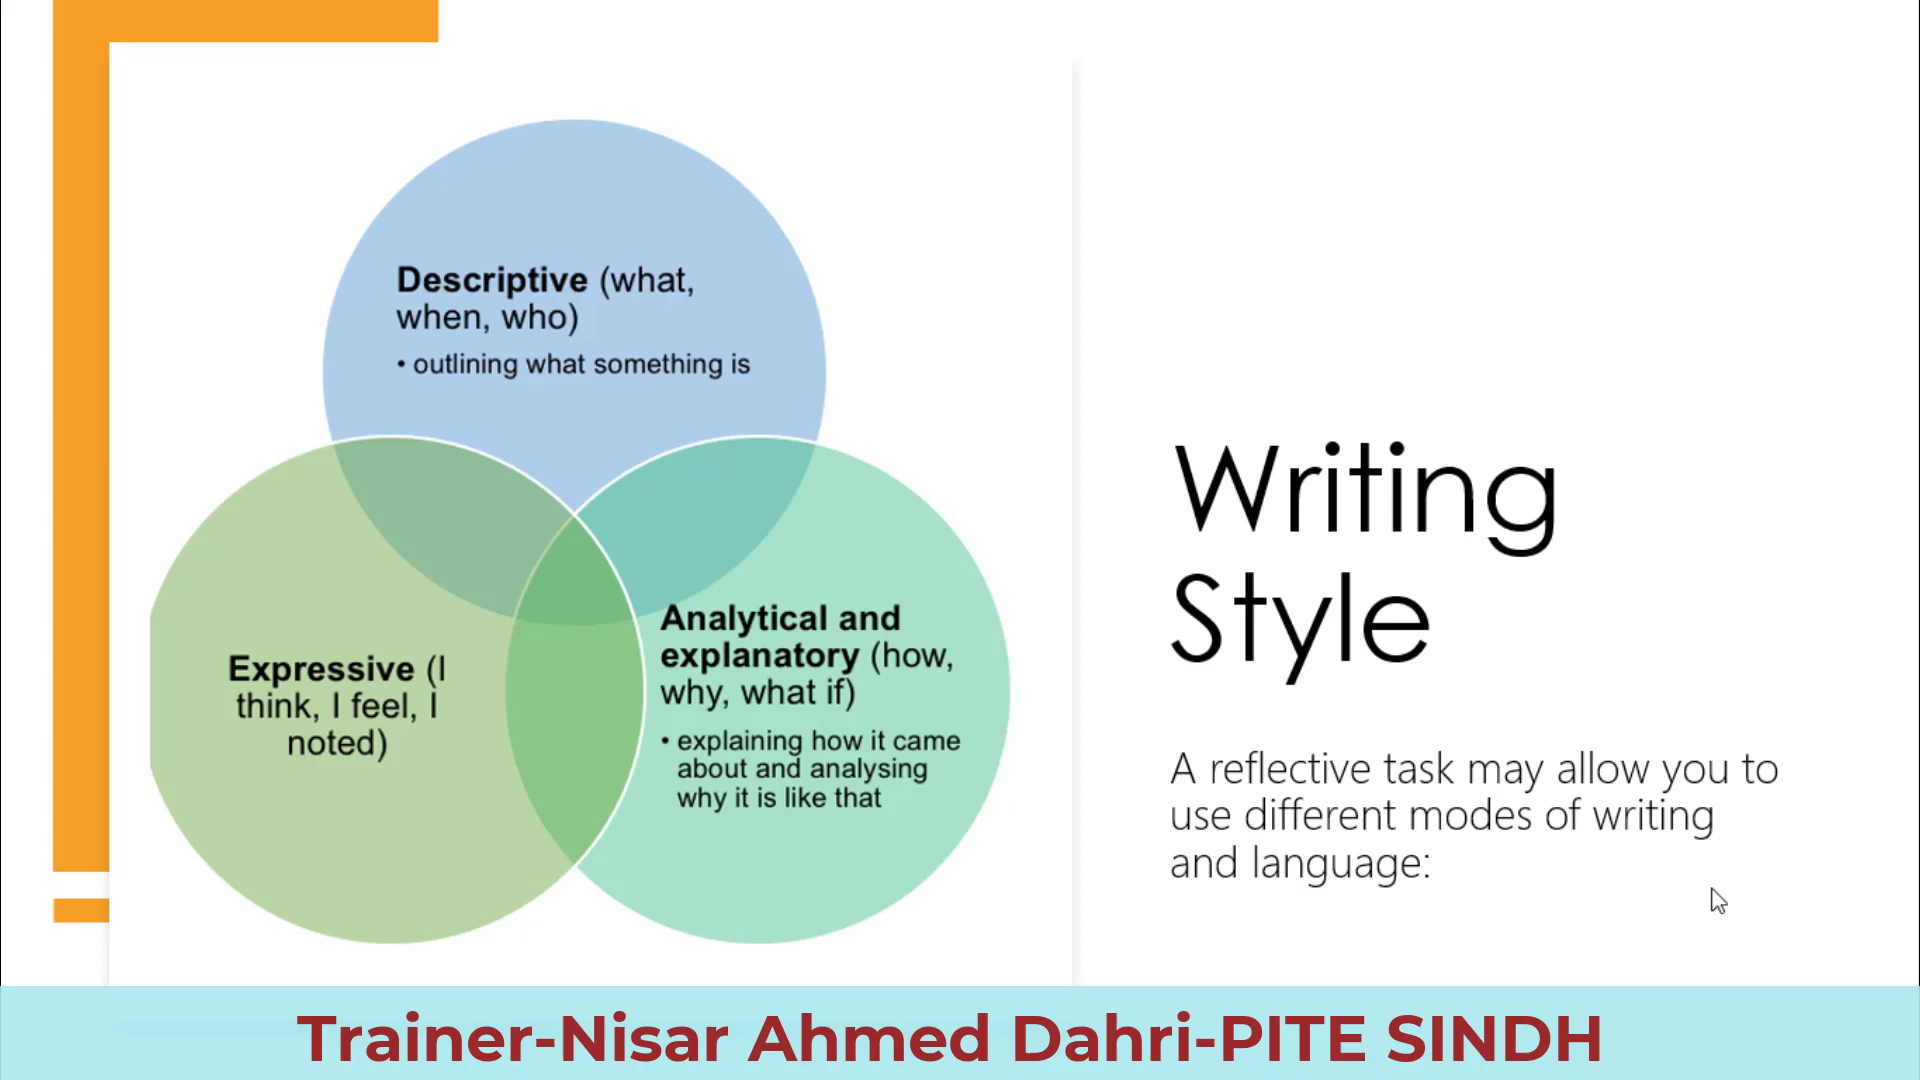 Descriptive (what,
when, who)
• outlining what something is
Expressive (I
think, I feel, I
noted)
Analytical and
explanatory (how,
why, what if)
• explaining how it came
about and analysing
why it is like that
Writing
Style
A reflective task may allow you to
use different modes of writing
and language:
Trainer-Nisar Ahmed Dahri-PITE SINDH